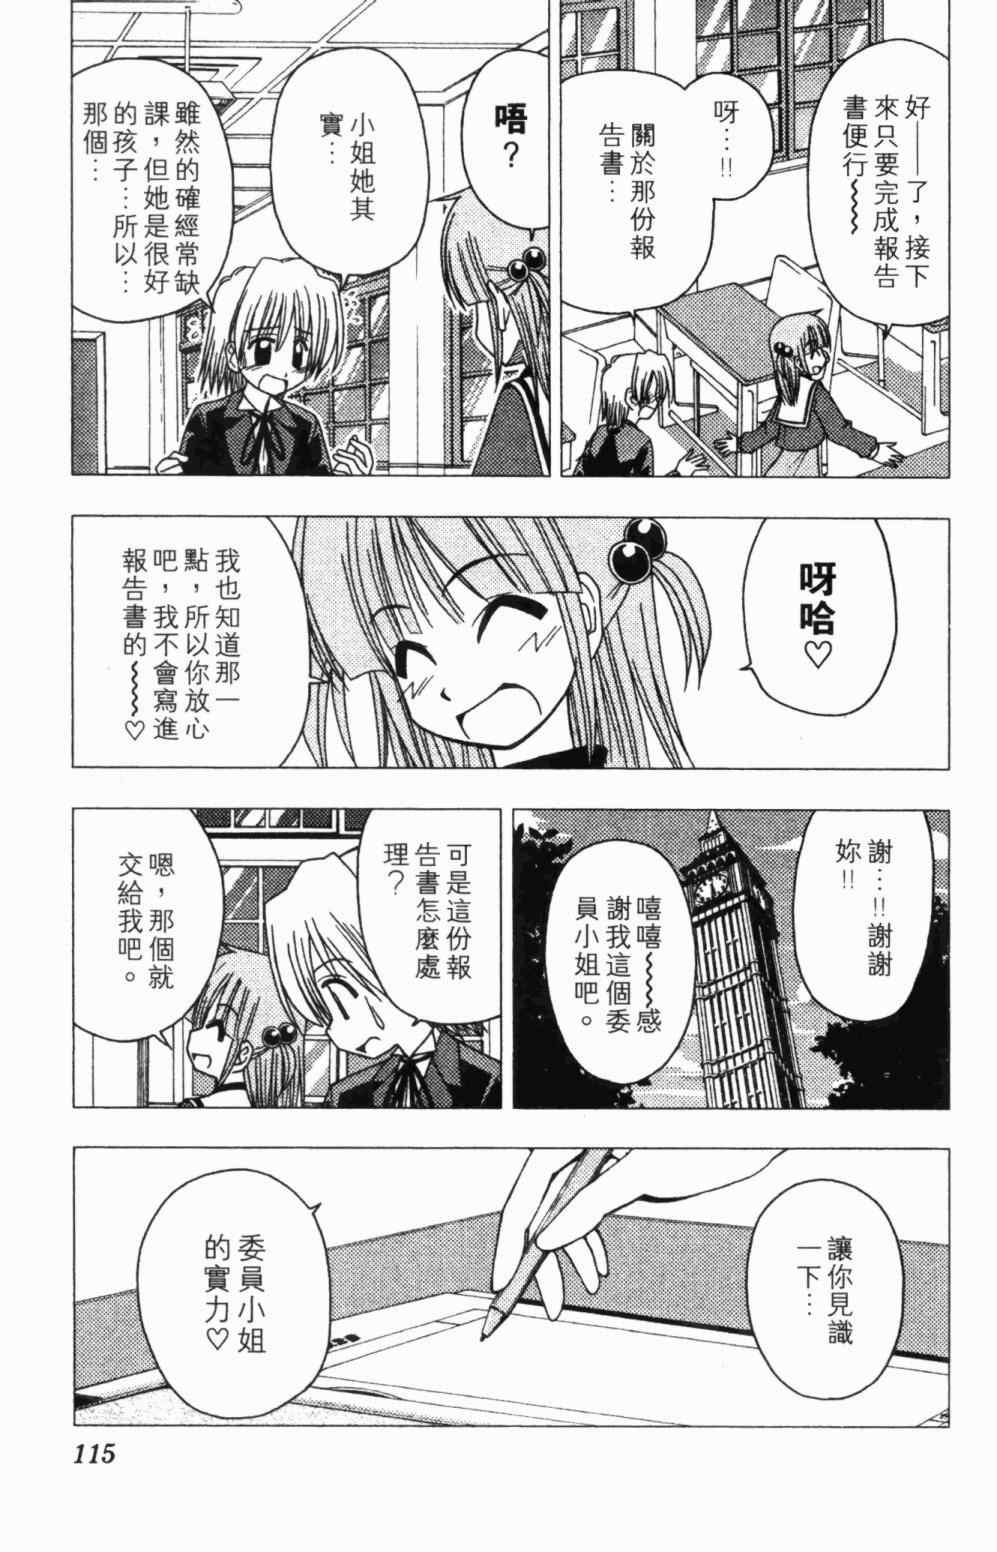 好——了，接下
來只要完成報告
書便行~~~
呀…!!
關於那份報
告書…
唔？
小姐她其
實…
雖然的確經常缺
課，但她是很好
的孩子…所以…
那個…
呀哈♡
我也知道那一
點，所以你放心
吧，我不會寫進
報告書的~~~♡
謝…!!謝謝
妳!!
嘻嘻~~~感
謝我這個委
員小姐吧。
可是這份報
告書怎麼處
理？
嗯，那個就
交給我吧。
讓你見識
一下…
委員小姐
的實力♡
115